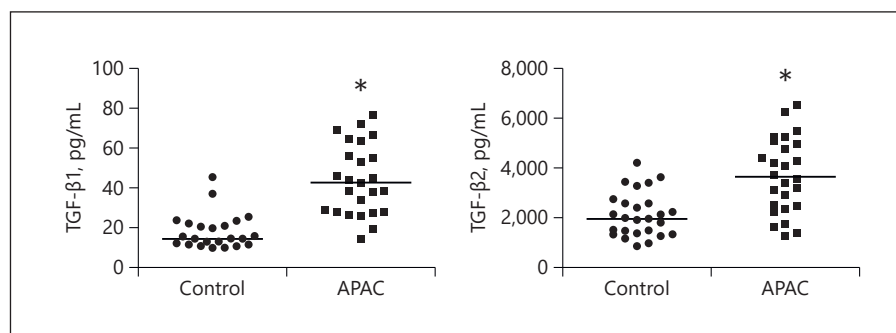 TGF-β1, pg/mL
100
80
60
40
20
0
*
Control
APAC
TGF-β2, pg/mL
8,000
6,000
4,000
2,000
0
*
Control
APAC